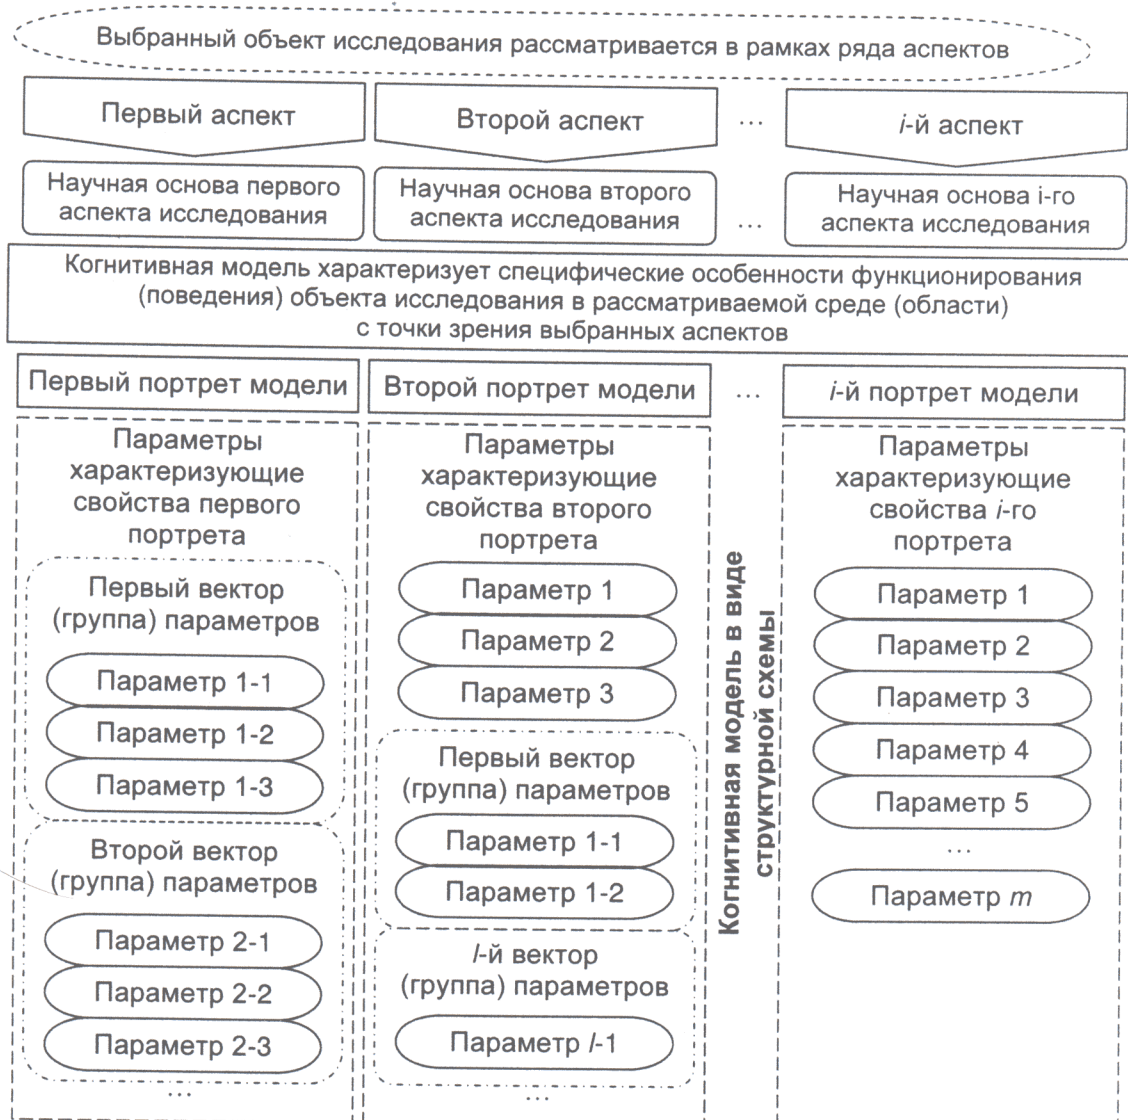 Выбранный объект исследования рассматривается в рамках ряда аспектов
Первый аспект
Второй аспект
...
i-й аспект
Научная основа первого
аспекта исследования
Научная основа второго
аспекта исследования
...
Научная основа i-го
аспекта исследования
Когнитивная модель характеризует специфические особенности функционирования
(поведения) объекта исследования в рассматриваемой среде (области)
с точки зрения выбранных аспектов
Первый портрет модели
Второй портрет модели
...
i-й портрет модели
Параметры
характеризующие
свойства первого
портрета
Первый вектор
(группа) параметров
Параметр 1-1
Параметр 1-2
Параметр 1-3
Второй вектор
(группа) параметров
Параметр 2-1
Параметр 2-2
Параметр 2-3
...
Параметры
характеризующие
свойства второго
портрета
Параметр 1
Параметр 2
Параметр 3
Первый вектор
(группа) параметров
Параметр 1-1
Параметр 1-2
l-й вектор
(группа) параметров
Параметр l-1
...
Когнитивная модель в виде
структурной схемы
Параметры
характеризующие
свойства i-го
портрета
Параметр 1
Параметр 2
Параметр 3
Параметр 4
Параметр 5
...
Параметр m